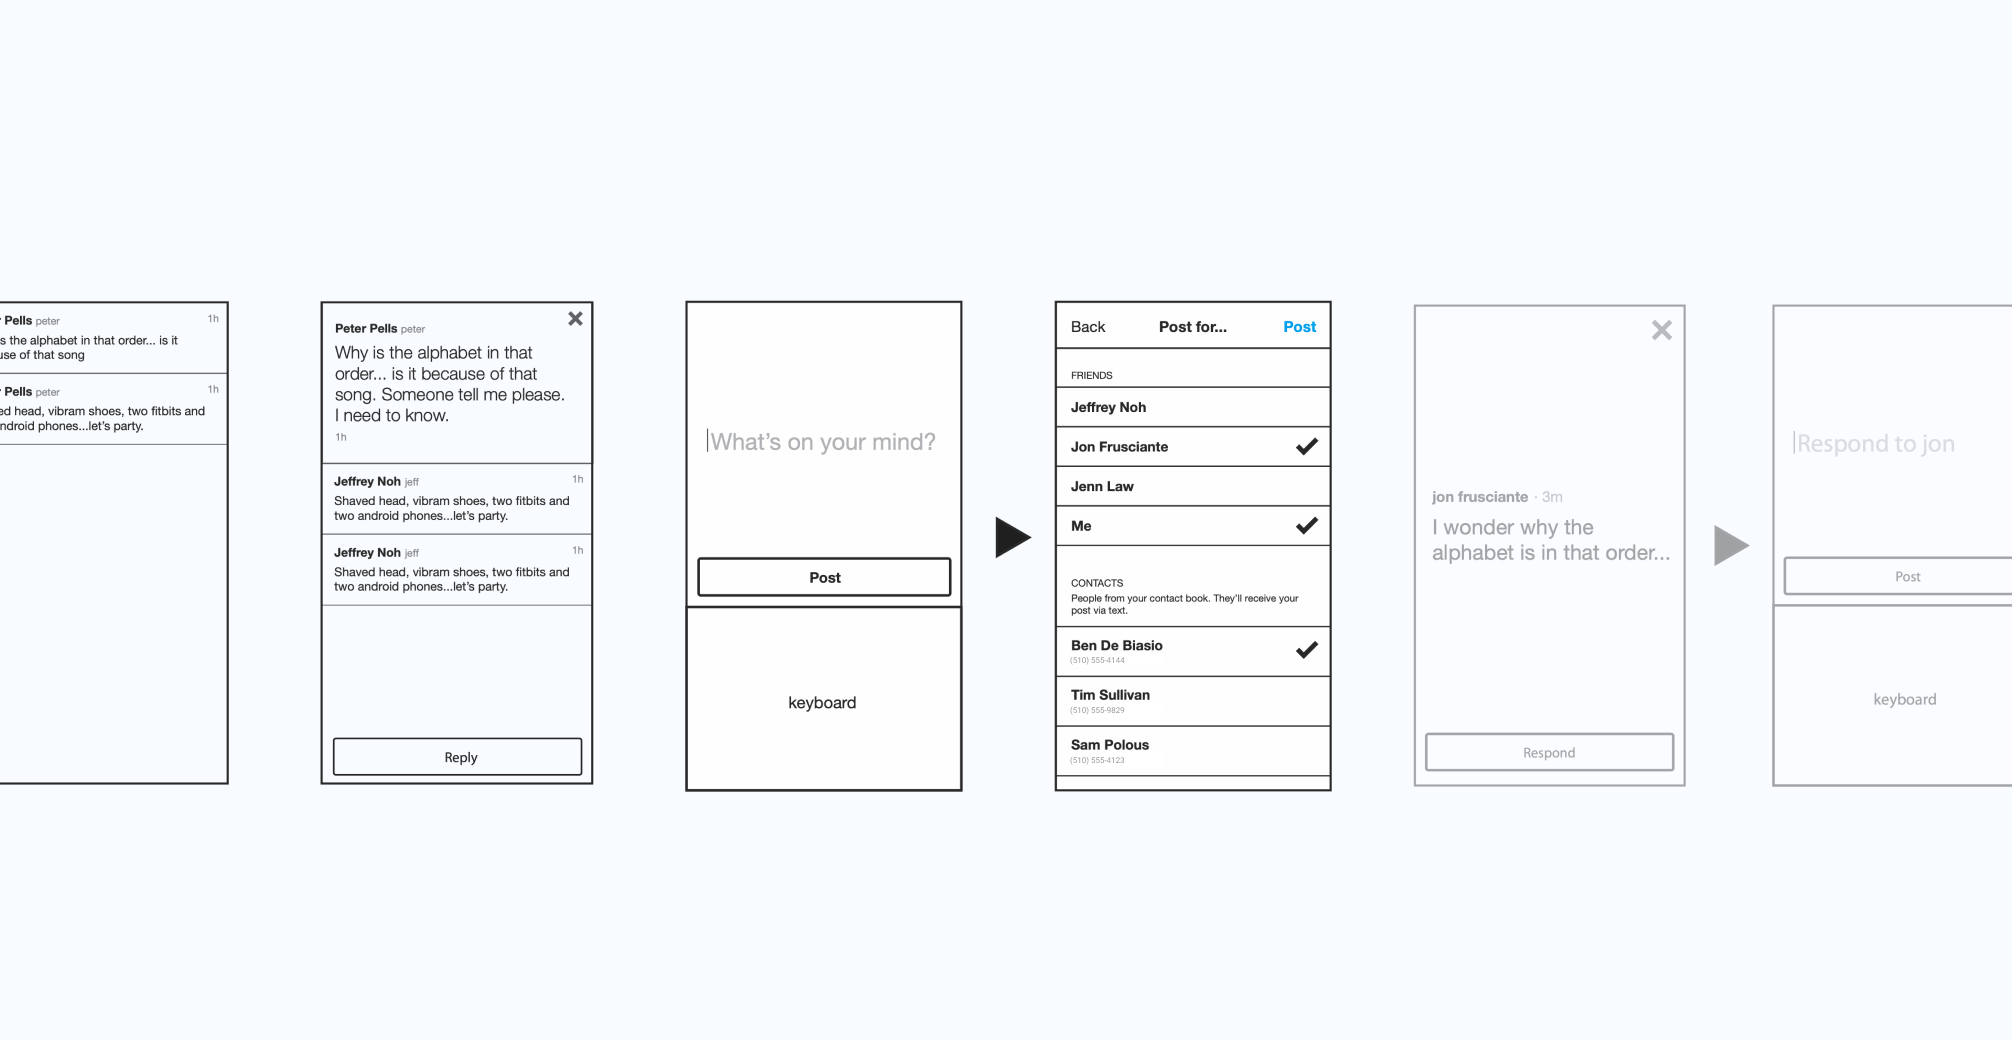 Pells peter 1h
s the alphabet in that order... is it
use of that song
Pells peter 1h
ed head, vibram shoes, two fitbits and
ndroid phones...let's party.
Peter Pells peter
Why is the alphabet in that
order... is it because of that
song. Someone tell me please.
I need to know.
1h
Jeffrey Noh jeff 1h
Shaved head, vibram shoes, two fitbits and
two android phones...let's party.
Jeffrey Noh jeff 1h
Shaved head, vibram shoes, two fitbits and
two android phones...let's party.
Reply
What's on your mind?
Post
keyboard
Back Post for... Post
FRIENDS
Jeffrey Noh
Jon Frusciante
Jenn Law
Me
CONTACTS
People from your contact book. They'll receive your
post via text.
Ben De Biasio
(510) 555-4144
Tim Sullivan
(510) 555-9829
Sam Polous
(510) 555-4123
jon frusciante · 3m
I wonder why the
alphabet is in that order...
Respond
Respond to jon
Post
keyboard